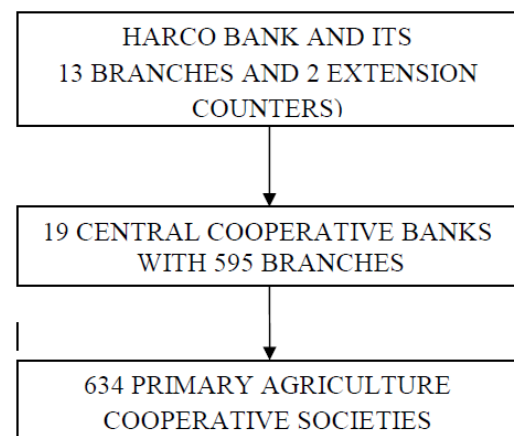 HARCO BANK AND ITS
13 BRANCHES AND 2 EXTENSION
COUNTERS)
19 CENTRAL COOPERATIVE BANKS
WITH 595 BRANCHES
634 PRIMARY AGRICULTURE
COOPERATIVE SOCIETIES